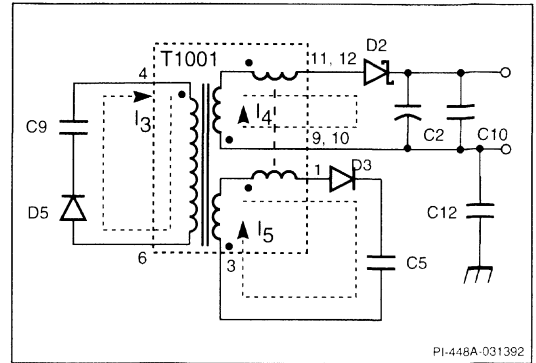 D2
T1001
11, 12
4
I3
I4
C9
9, 10
C2
C10
1
D3
D5
I5
C12
6
3
C5
PI-448A-031392